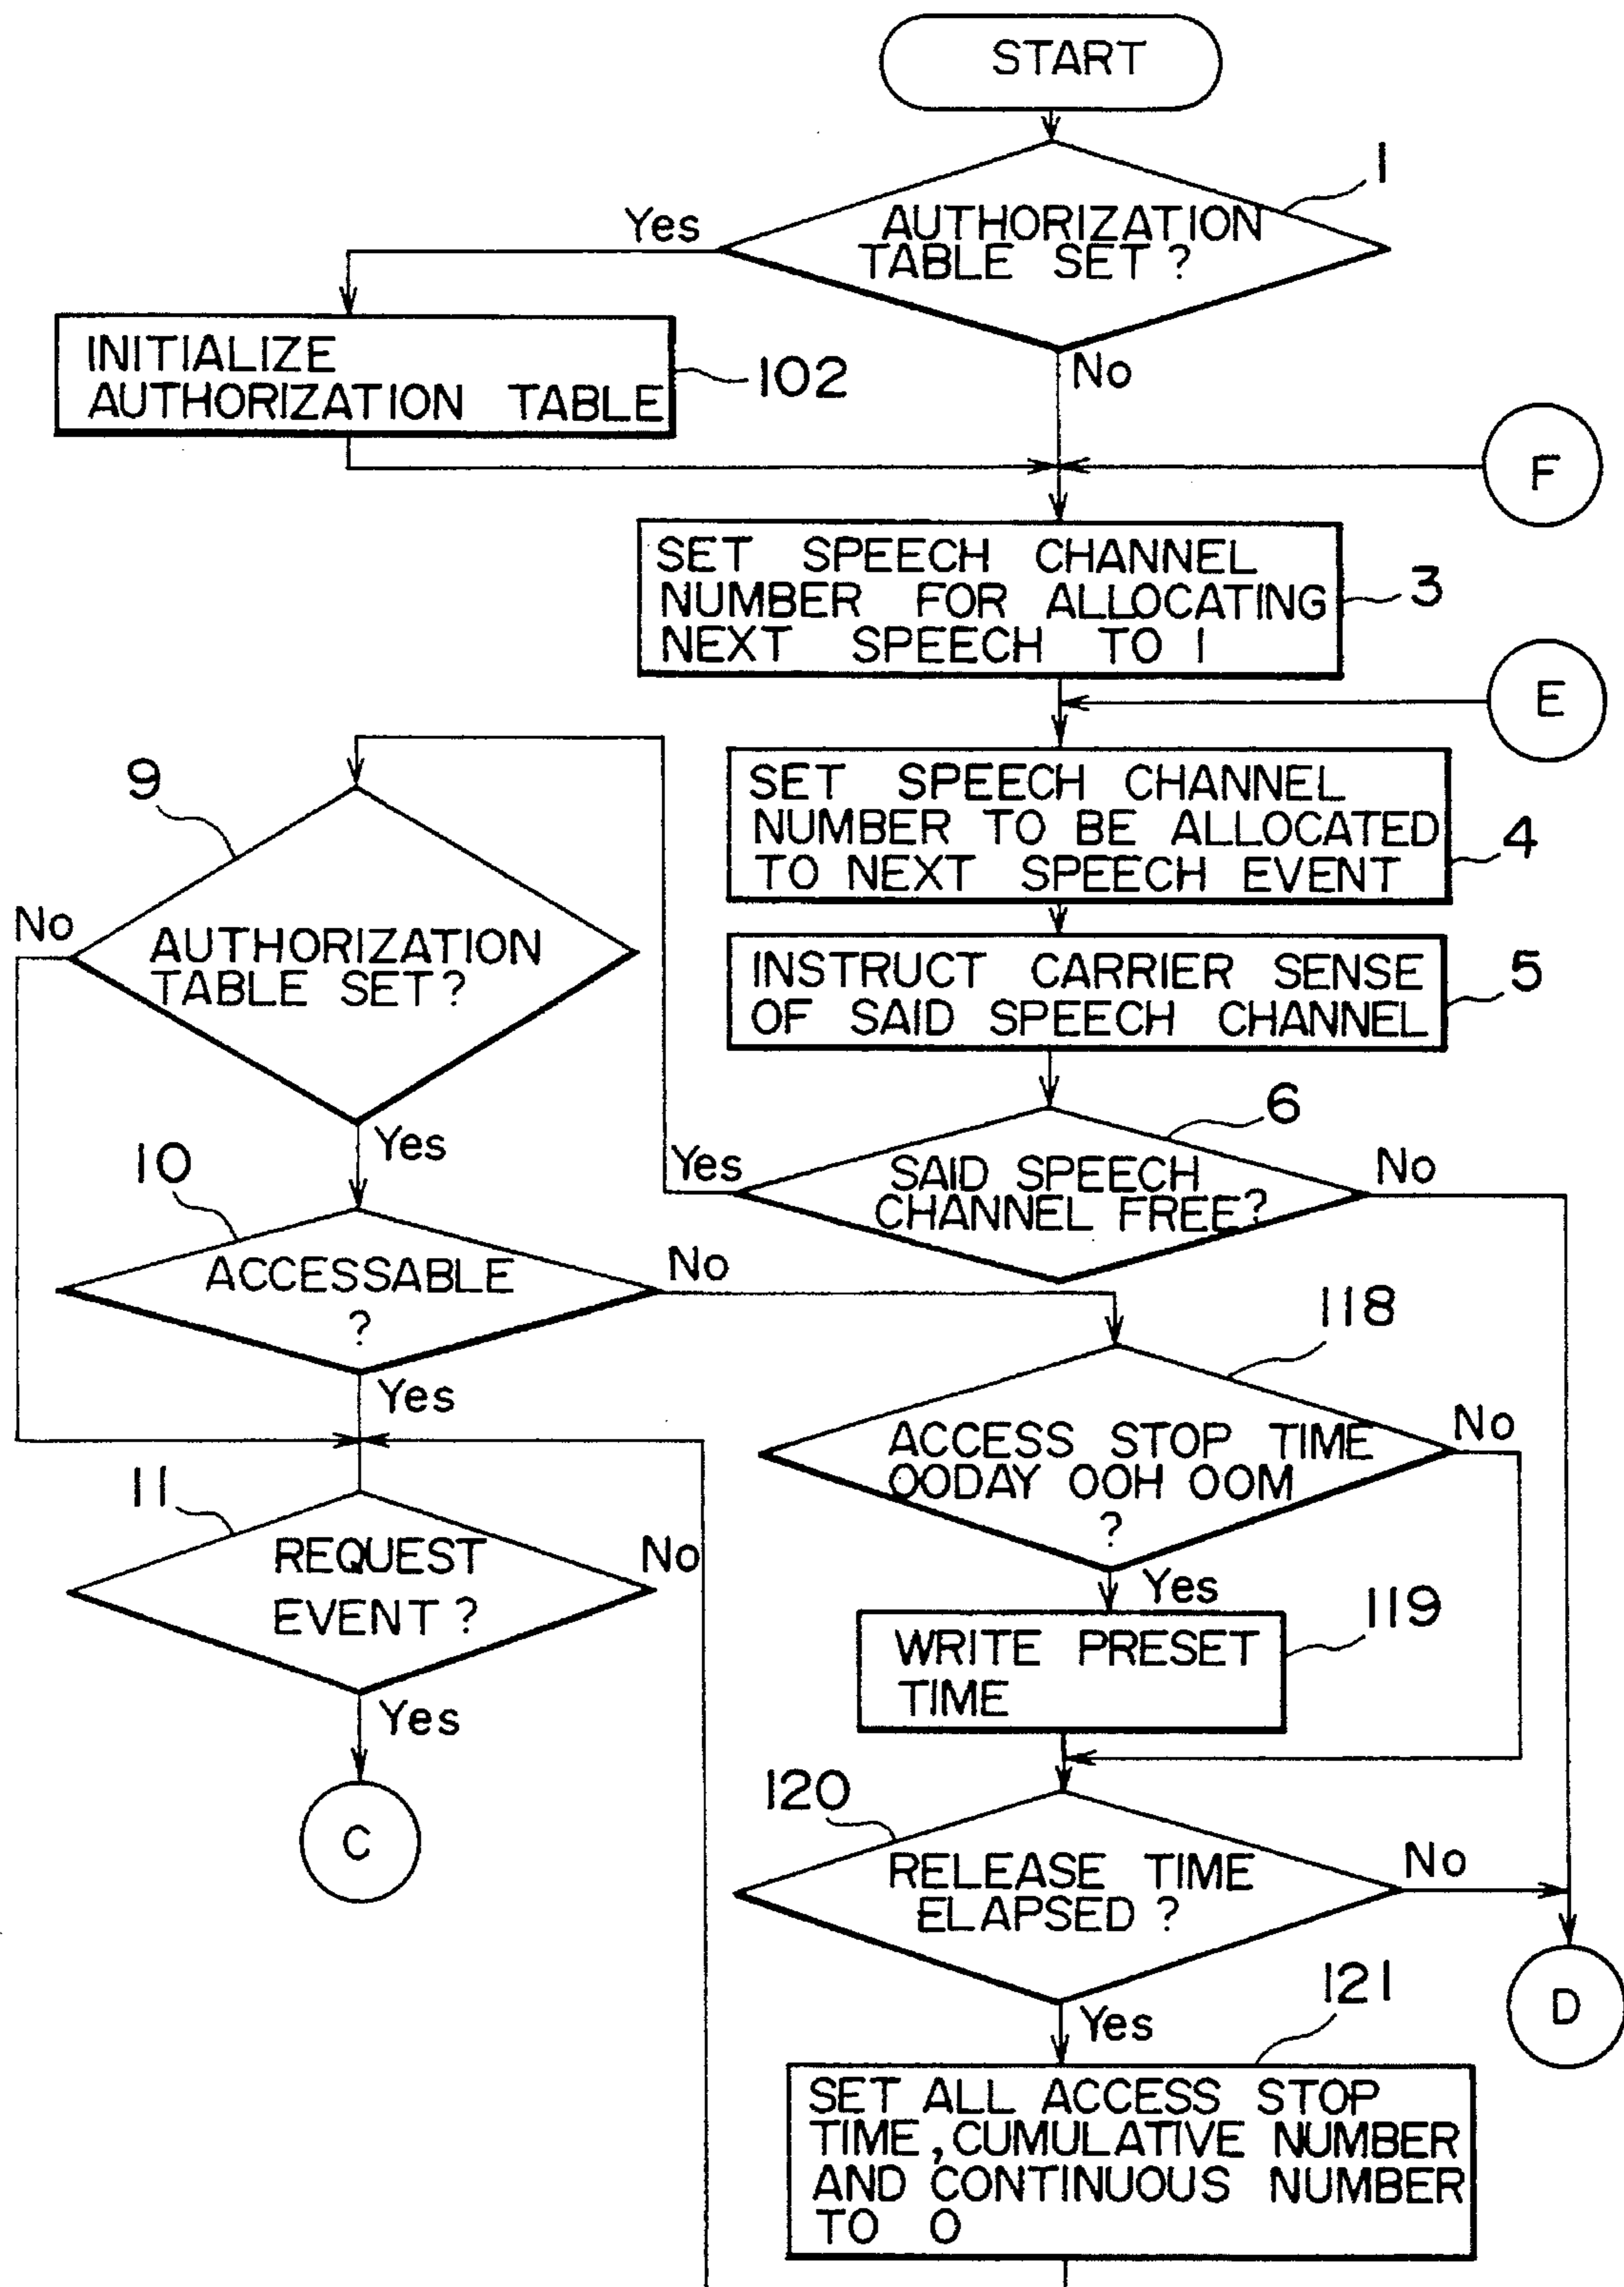 START
1
AUTHORIZATION
TABLE SET ?
Yes
No
INITIALIZE
AUTHORIZATION TABLE
102
F
SET SPEECH CHANNEL
NUMBER FOR ALLOCATING
NEXT SPEECH TO 1
3
E
SET SPEECH CHANNEL
NUMBER TO BE ALLOCATED
TO NEXT SPEECH EVENT
4
INSTRUCT CARRIER SENSE
OF SAID SPEECH CHANNEL
5
6
SAID SPEECH
CHANNEL FREE?
Yes
No
9
AUTHORIZATION
TABLE SET?
No
Yes
10
ACCESSABLE
?
No
Yes
11
REQUEST
EVENT ?
No
Yes
C
118
ACCESS STOP TIME
OODAY OOH OOM
?
No
Yes
WRITE PRESET
TIME
119
120
RELEASE TIME
ELAPSED ?
No
Yes
D
121
SET ALL ACCESS STOP
TIME, CUMULATIVE NUMBER
AND CONTINUOUS NUMBER
TO 0